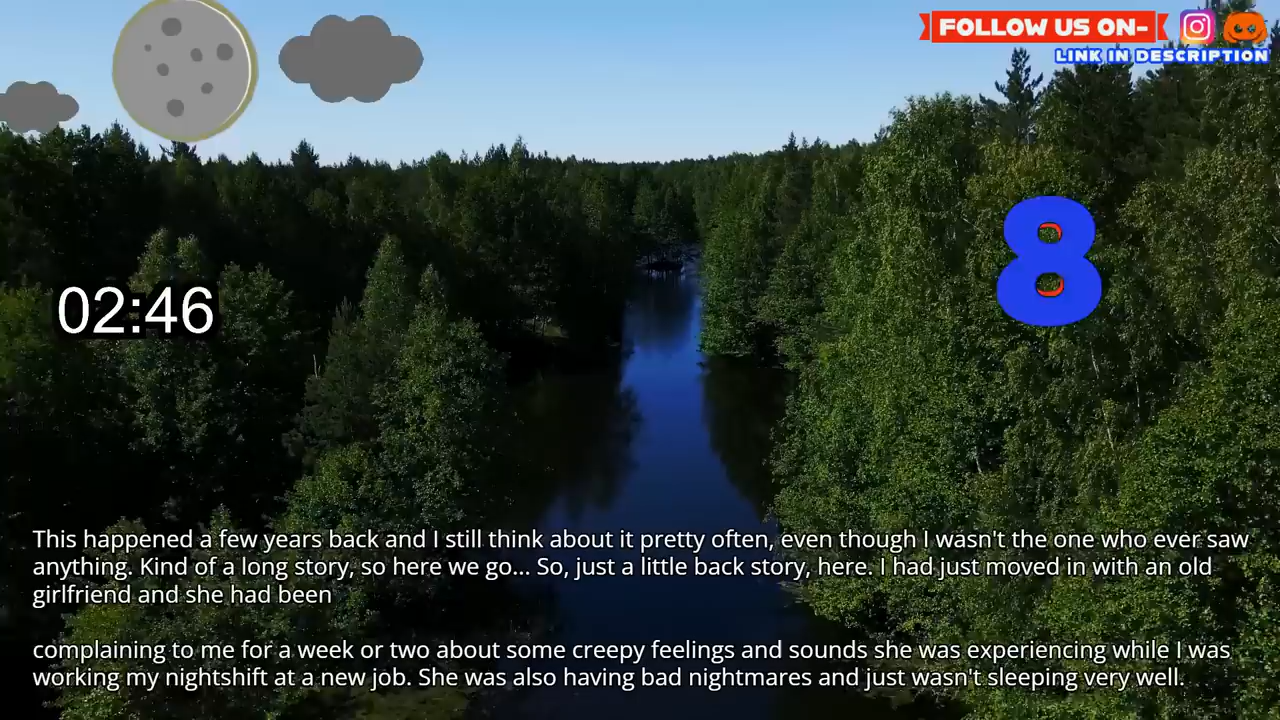 FOLLOW US ON-
LINK IN DESCRIPTION
8
02:46
This happened a few years back and I still think about it pretty often, even though I wasn't the one who ever saw
anything. Kind of a long story, so here we go... So, just a little back story, here. I had just moved in with an old
girlfriend and she had been
complaining to me for a week or two about some creepy feelings and sounds she was experiencing while I was
working my nightshift at a new job. She was also having bad nightmares and just wasn't sleeping very well.